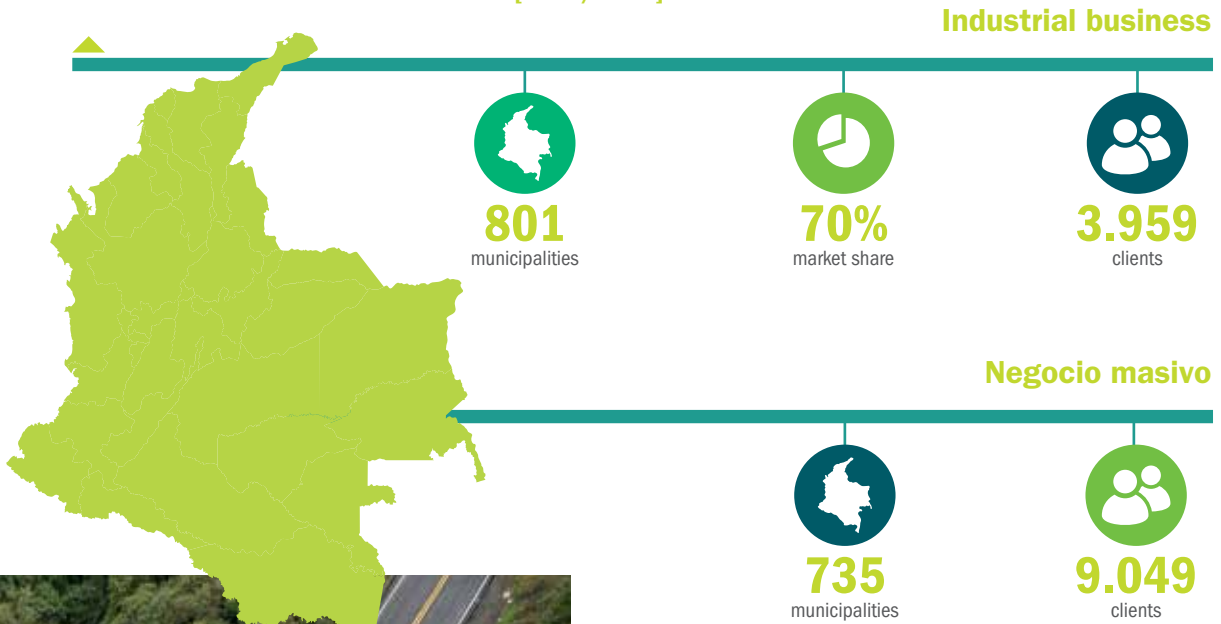 Industrial business
801
municipalities
70%
market share
3.959
clients
Negocio masivo
735
municipalities
9.049
clients